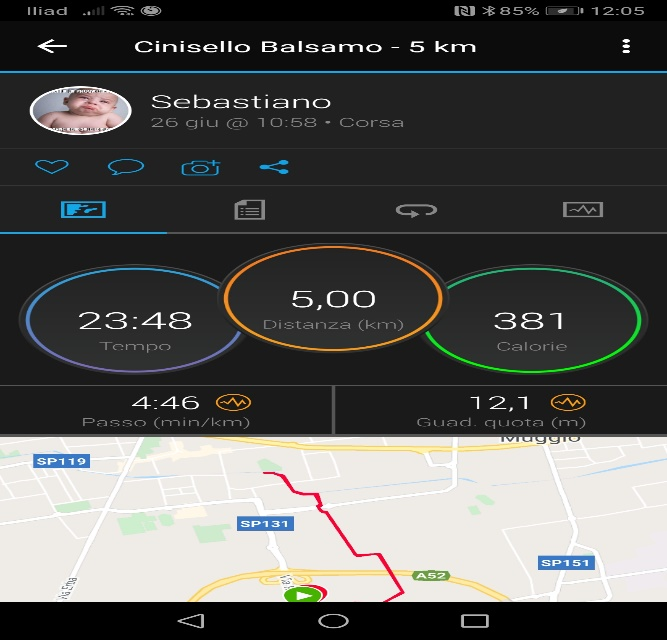 Iliad 85% 12:05
Cinisello Balsamo - 5 km
Sebastiano
26 giu @ 10:58 • Corsa
23:48
Tempo
5,00
Distanza (km)
381
Calorie
4:46
Passo (min/km)
12,1
Guad. quota (m)
Muggiò
SP119
SP131
SP151
A52